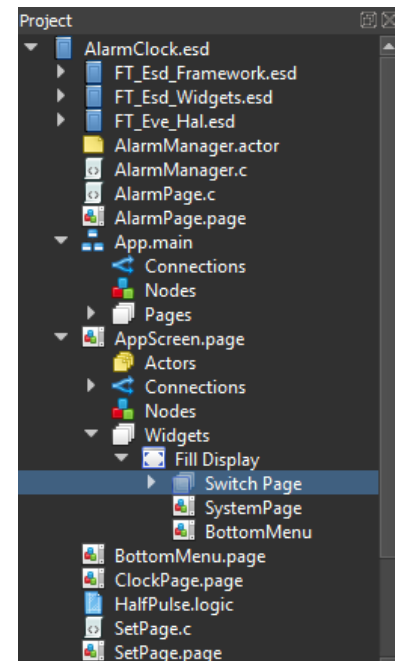 Project
AlarmClock.esd
FT_Esd_Framework.esd
FT_Esd_Widgets.esd
FT_Eve_Hal.esd
AlarmManager.actor
AlarmManager.c
AlarmPage.c
AlarmPage.page
App.main
Connections
Nodes
Pages
AppScreen.page
Actors
Connections
Nodes
Widgets
Fill Display
Switch Page
SystemPage
BottomMenu
BottomMenu.page
ClockPage.page
HalfPulse.logic
SetPage.c
SetPage.page